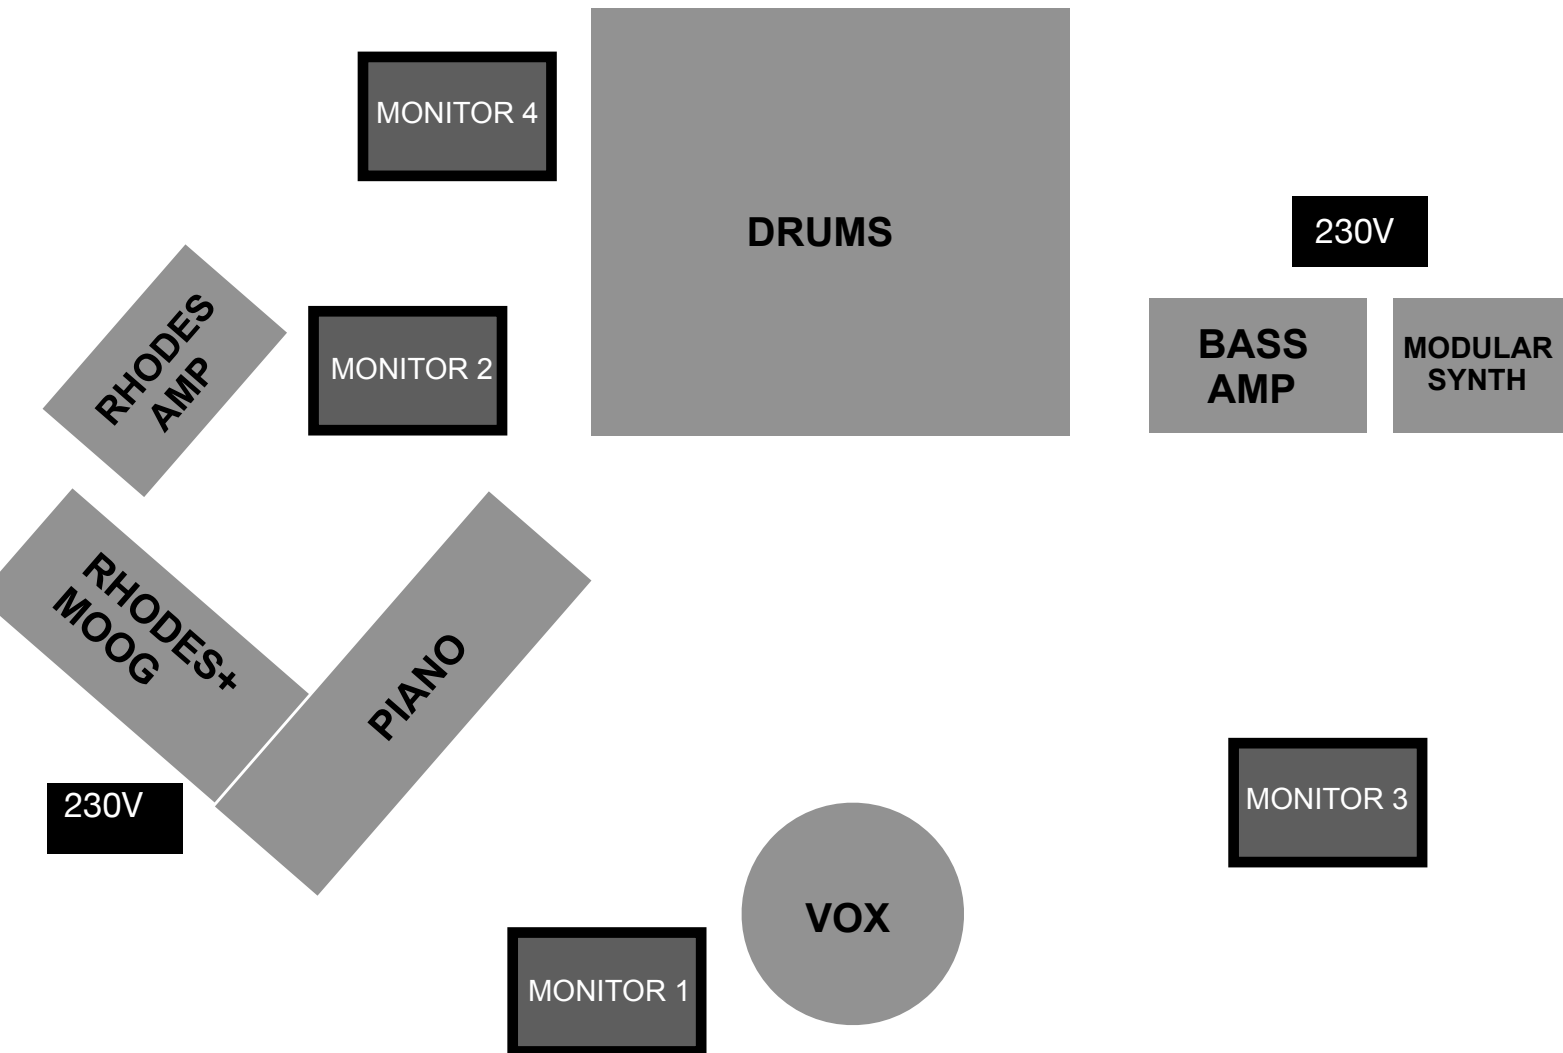 MONITOR 4
DRUMS
230V
RHODES
AMP
MONITOR 2
BASS
AMP
MODULAR
SYNTH
RHODES+
MOOG
PIANO
230V
MONITOR 3
VOX
MONITOR 1